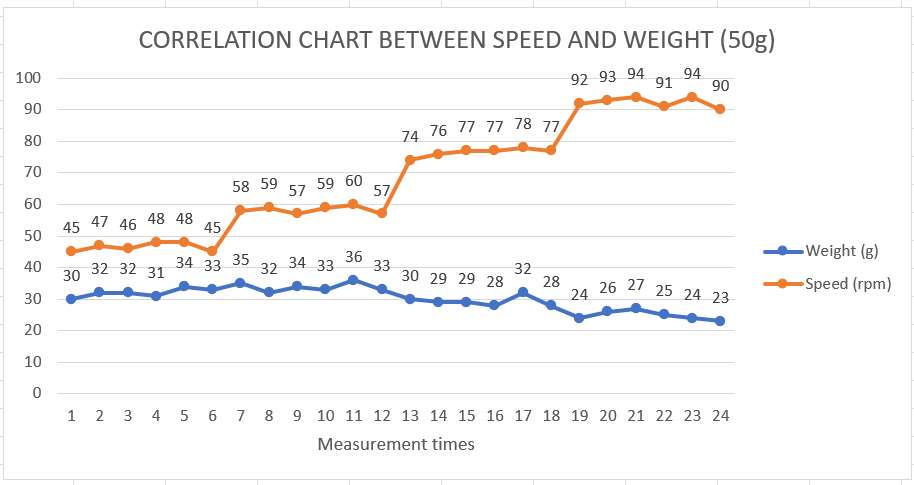 CORRELATION CHART BETWEEN SPEED AND WEIGHT (50g)
100
90
80
70
60
50
40
30
20
10
0
45 47 46 48 48 45 58 59 57 59 60 57 74 76 77 77 78 77 92 93 94 91 94 90
30 32 32 31 34 33 35 32 34 33 36 33 30 29 29 28 32 28 24 26 27 25 24 23
1 2 3 4 5 6 7 8 9 10 11 12 13 14 15 16 17 18 19 20 21 22 23 24
Measurement times
Weight (g)
Speed (rpm)